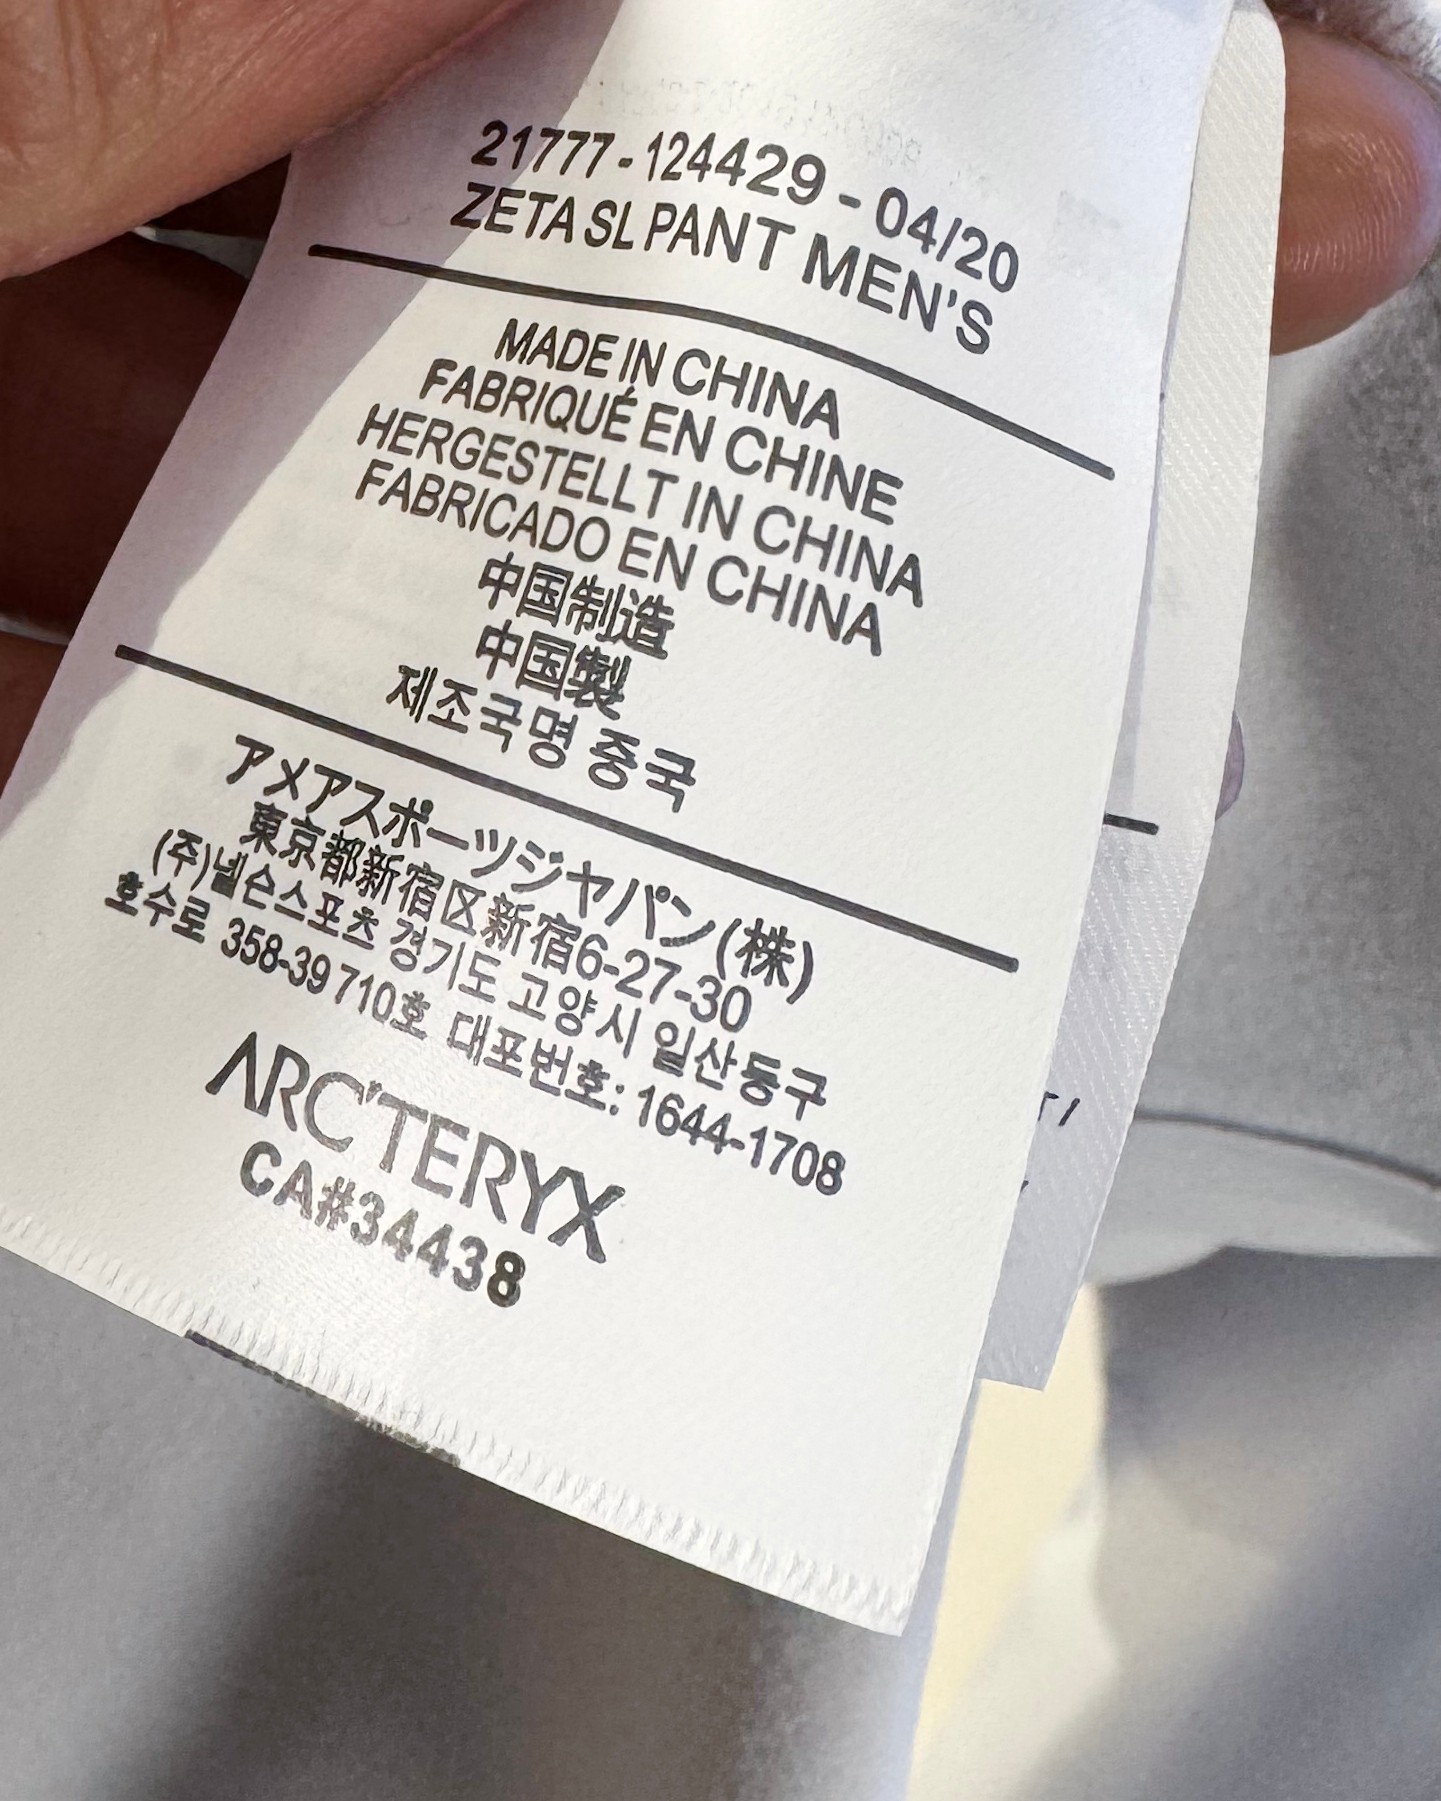 21777-124429-04/20
ZETA SL PANT MEN'S
MADE IN CHINA
FABRIQUÉ EN CHINE
HERGESTELLT IN CHINA
FABRICADO EN CHINA
中国制造
中国製
제조국명 중국
アメアスポーツジャパン(株)
東京都新宿区新宿6-27-30
(주)넬슨스포츠 경기도 고양시 일산동구
호수로 358-39 710호 대표번호: 1644-1708
ARC'TERYX
CA#34438